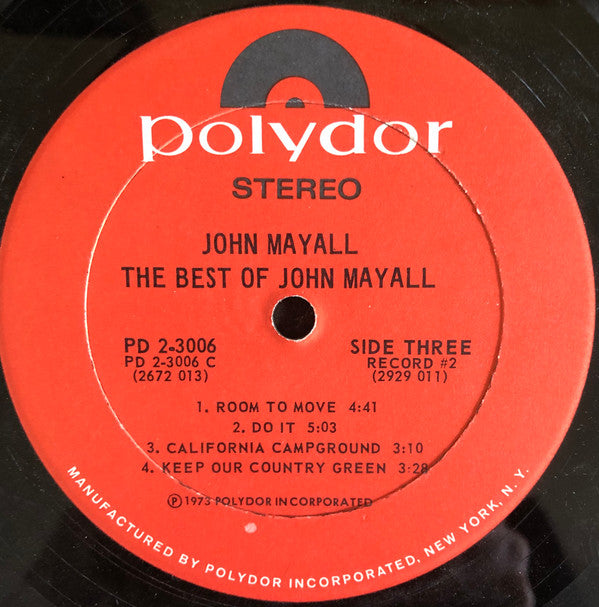 polydor
STEREO
JOHN MAYALL
THE BEST OF JOHN MAYALL
PD 2-3006
PD 2-3006 C
(2672 013)
SIDE THREE
RECORD #2
(2929 011)
1. ROOM TO MOVE 4:41
2. DO IT 5:03
3. CALIFORNIA CAMPGROUND 3:10
4. KEEP OUR COUNTRY GREEN 3:28
Ⓟ 1973 POLYDOR INCORPORATED
MANUFACTURED BY POLYDOR INCORPORATED, NEW YORK, N. Y.